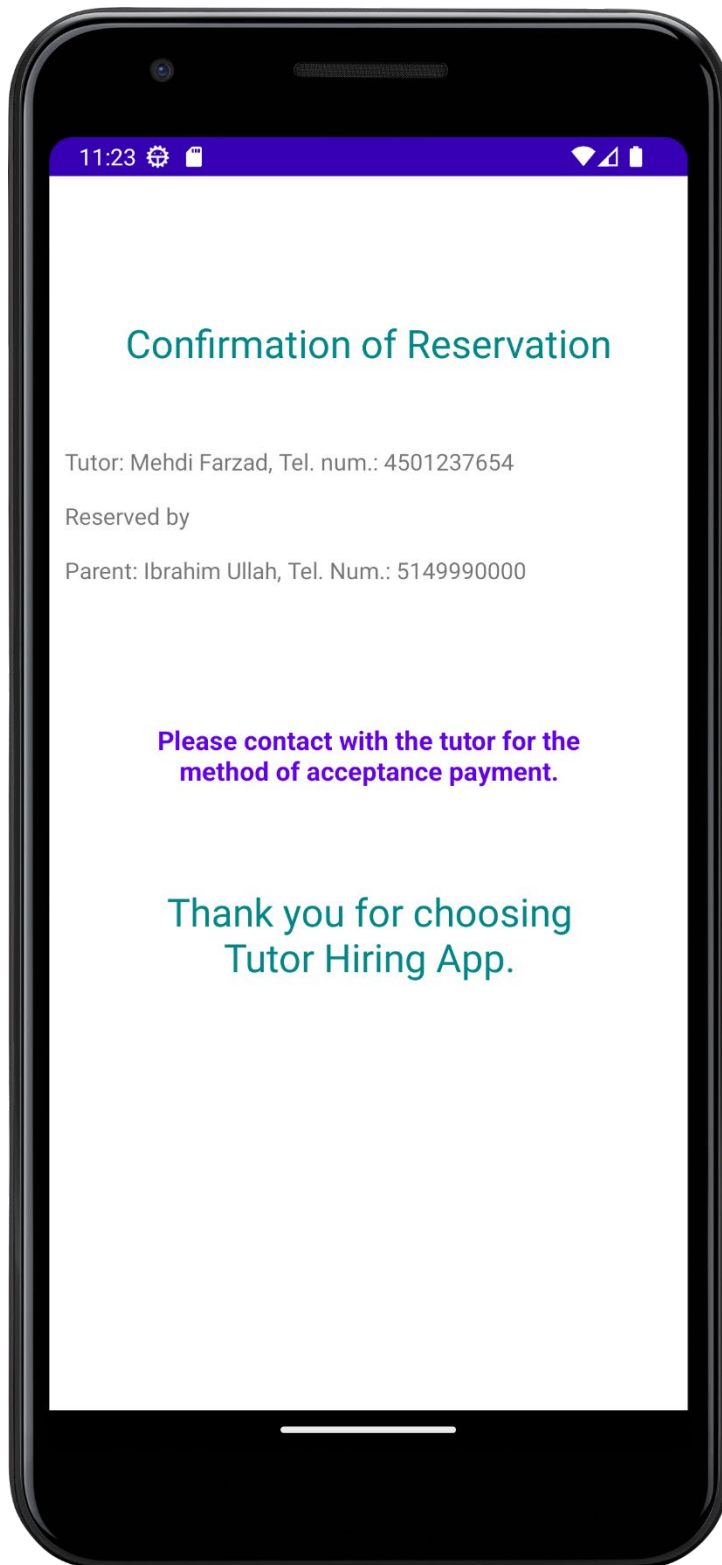 11:23
Confirmation of Reservation
Tutor: Mehdi Farzad, Tel. num.: 4501237654
Reserved by
Parent: Ibrahim Ullah, Tel. Num.: 5149990000
Please contact with the tutor for the
method of acceptance payment.
Thank you for choosing
Tutor Hiring App.